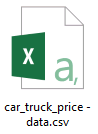 X a,
car_truck_price -
data.csv